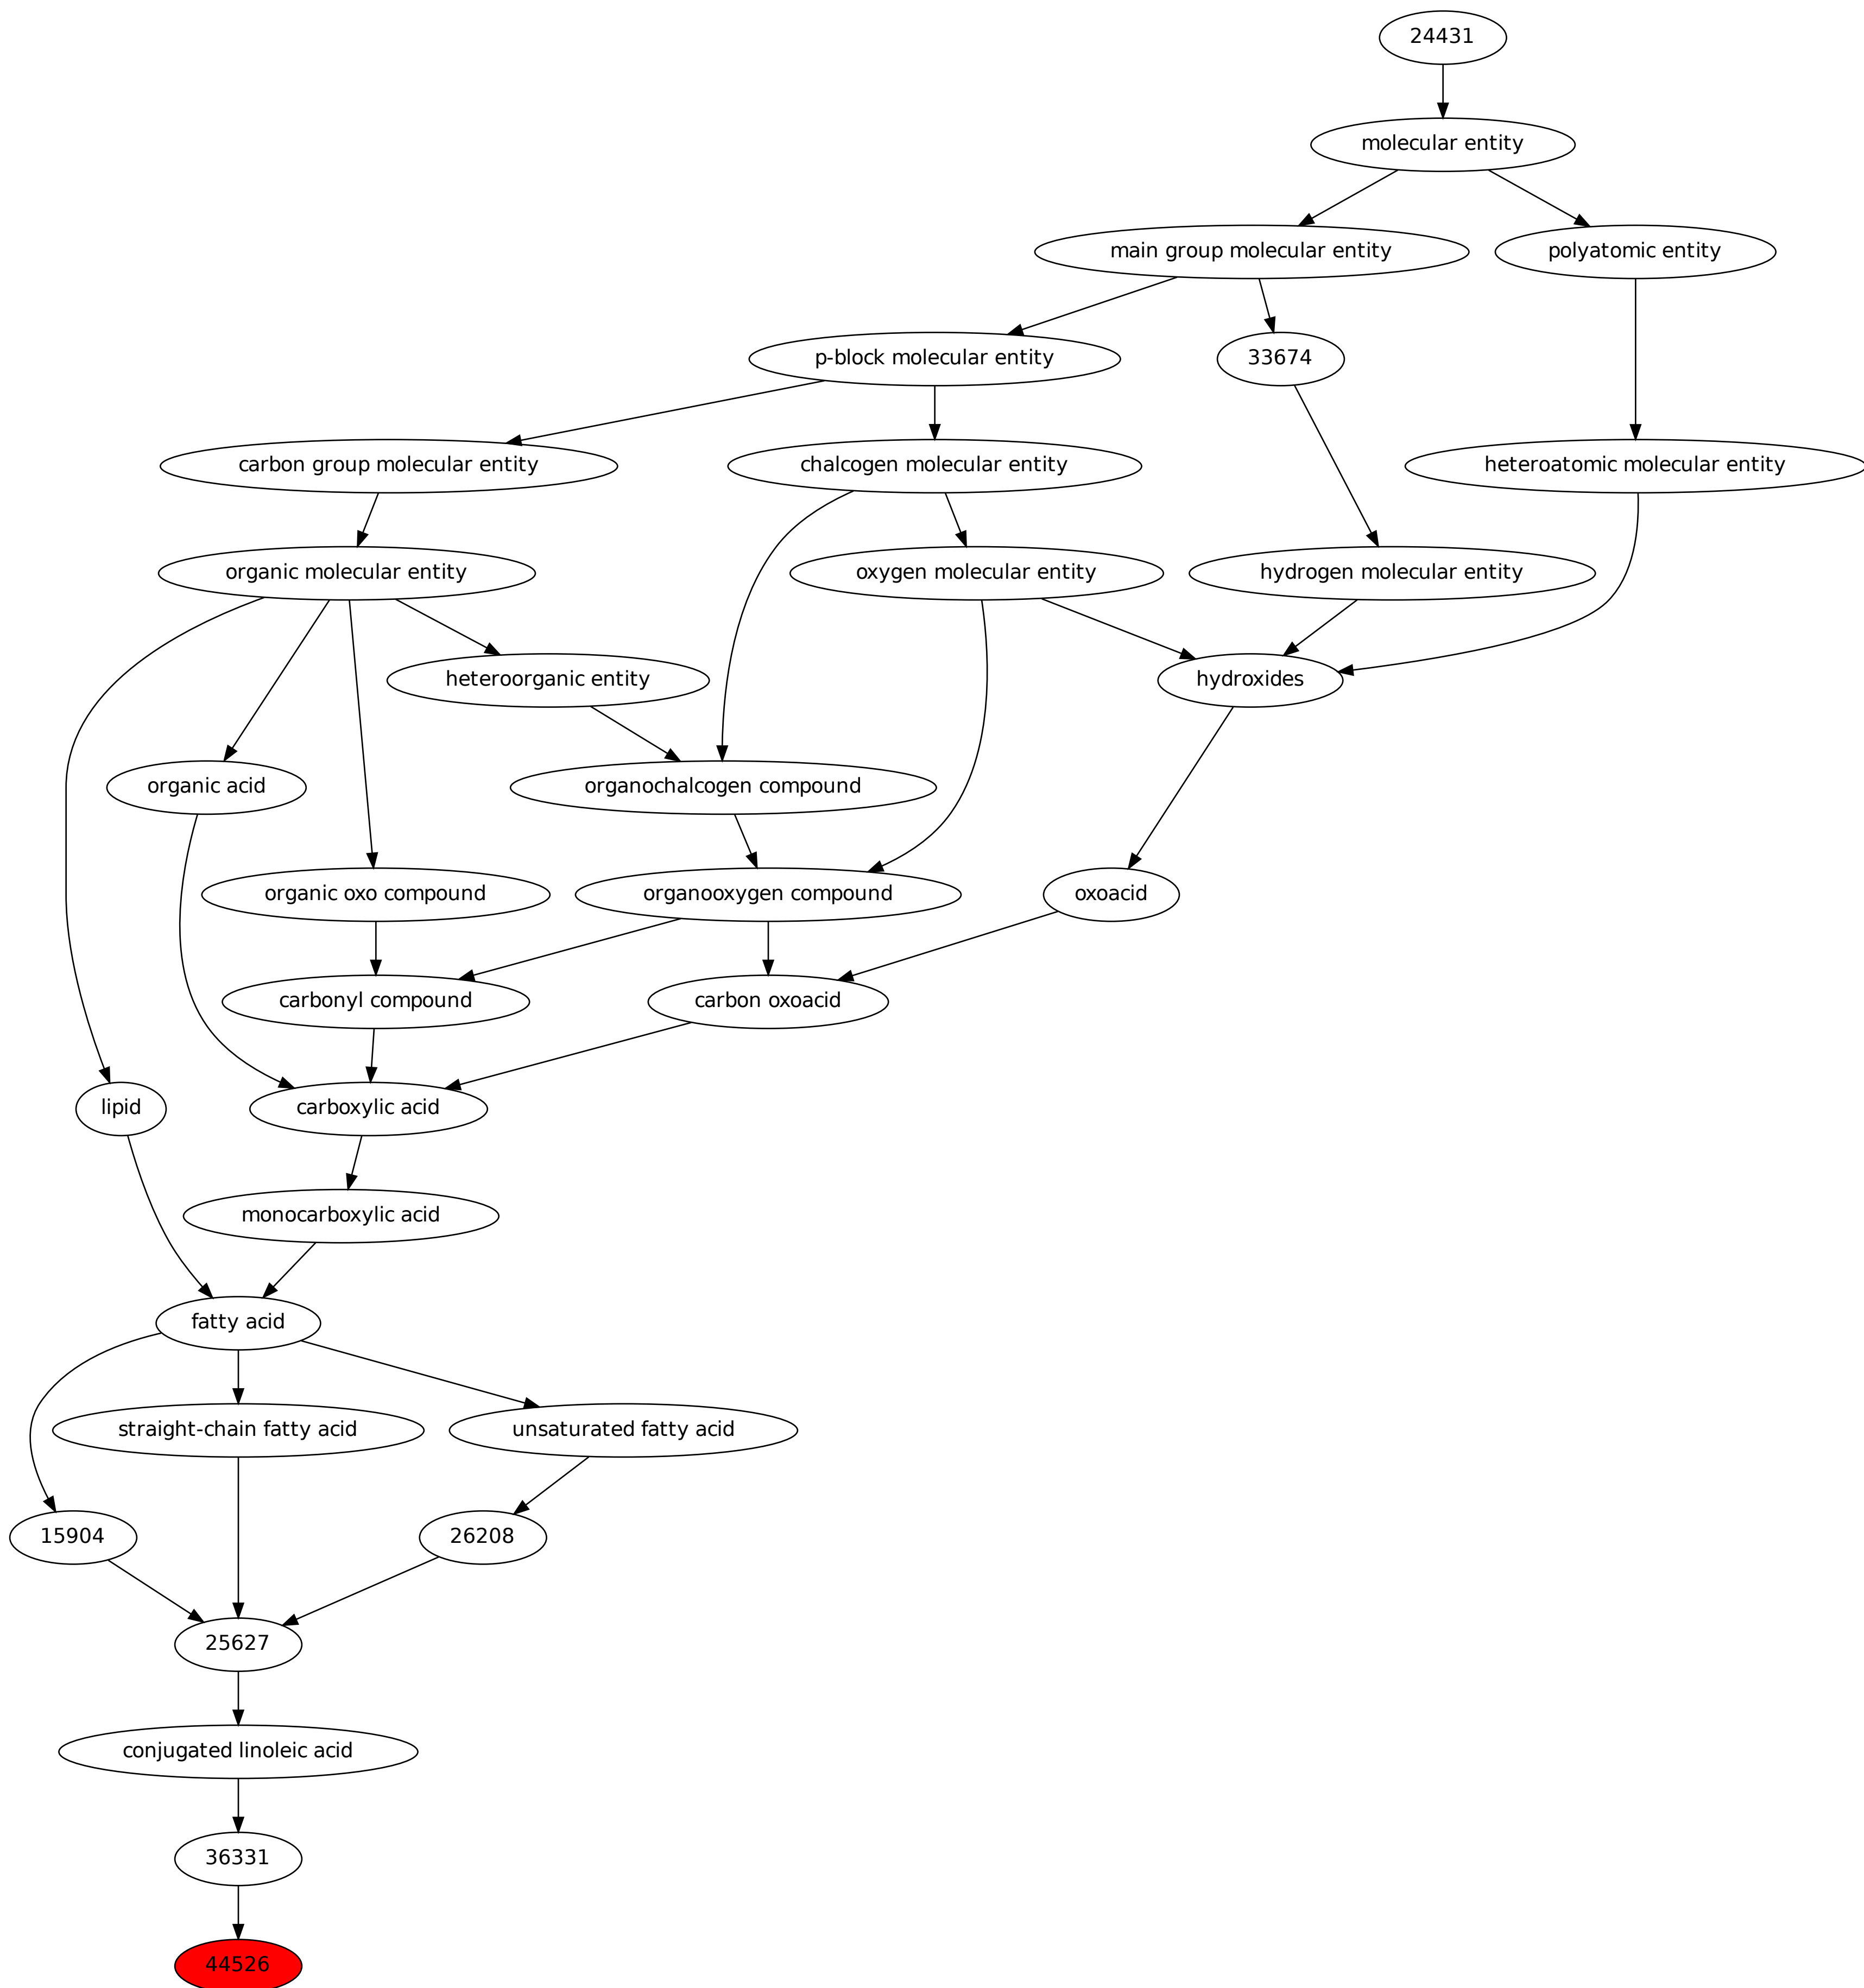 24431
molecular entity
main group molecular entity
polyatomic entity
p-block molecular entity
33674
carbon group molecular entity
chalcogen molecular entity
heteroatomic molecular entity
organic molecular entity
oxygen molecular entity
hydrogen molecular entity
heteroorganic entity
hydroxides
organic acid
organochalcogen compound
organic oxo compound
organooxygen compound
oxoacid
carbonyl compound
carbon oxoacid
lipid
carboxylic acid
monocarboxylic acid
fatty acid
straight-chain fatty acid
unsaturated fatty acid
15904
26208
25627
conjugated linoleic acid
36331
44526